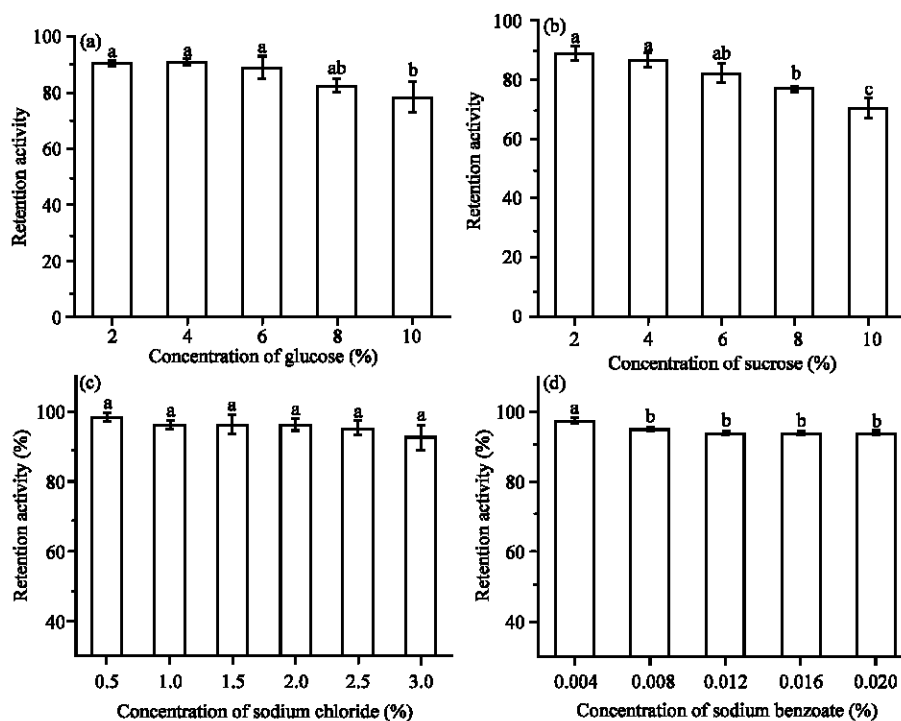 (a)
a a a ab b
100
80
60
40
20
0
Retention activity
2 4 6 8 10
Concentration of glucose (%)
(b)
a a ab b c
100
80
60
40
20
0
Retention activity
2 4 6 8 10
Concentration of sucrose (%)
(c)
a a a a a a
100
80
60
40
Retention activity (%)
0.5 1.0 1.5 2.0 2.5 3.0
Concentration of sodium chloride (%)
(d)
a b b b b
100
80
60
40
Retention activity (%)
0.004 0.008 0.012 0.016 0.020
Concentration of sodium benzoate (%)